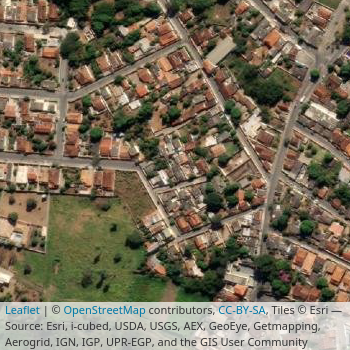 Leaflet | © OpenStreetMap contributors, CC-BY-SA, Tiles © Esri —
Source: Esri, i-cubed, USDA, USGS, AEX, GeoEye, Getmapping,
Aerogrid, IGN, IGP, UPR-EGP, and the GIS User Community